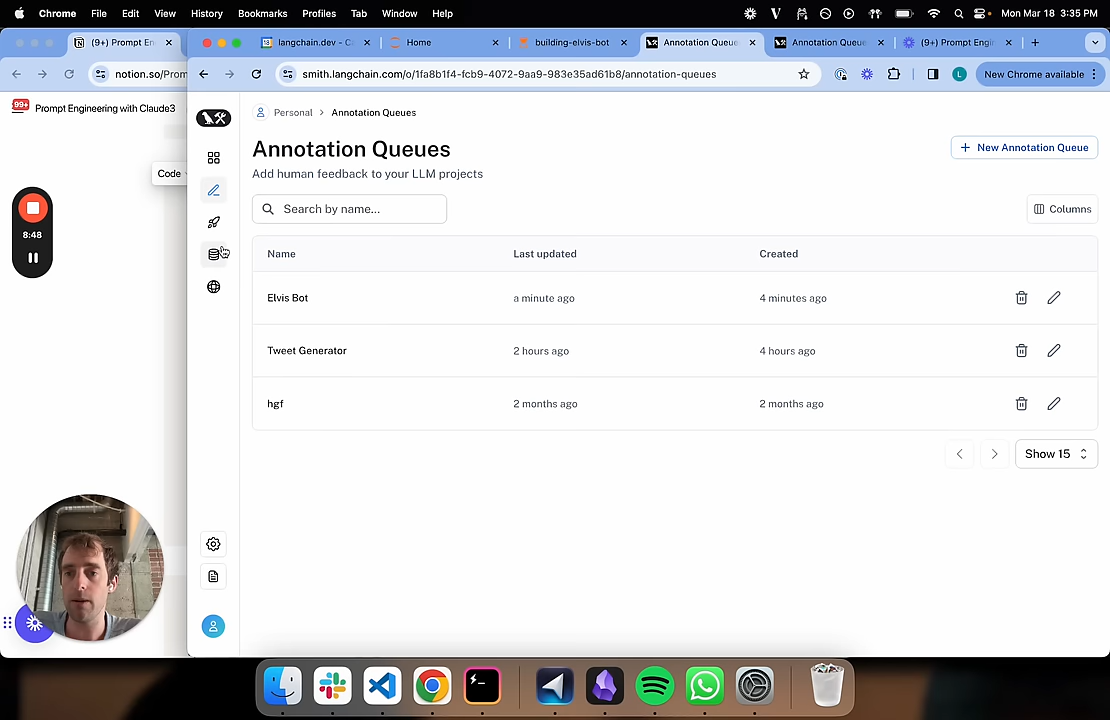 Chrome File Edit View History Bookmarks Profiles Tab Window Help Mon Mar 18 3:35 PM
(9+) Prompt En
langchain.dev - C
Home
building-elvis-bot
Annotation Queues
Annotation Queue
(9+) Prompt Engin
notion.so/Prom
smith.langchain.com/o/1fa8b1f4-fcb9-4072-9aa9-983e35ad61b8/annotation-queues
L
New Chrome available
99+
Prompt Engineering with Claude3
Personal > Annotation Queues
Annotation Queues
New Annotation Queue
Add human feedback to your LLM projects
Code
Search by name...
Columns
8:48
Name Last updated Created
Elvis Bot a minute ago 4 minutes ago
Tweet Generator 2 hours ago 4 hours ago
hgf 2 months ago 2 months ago
Show 15